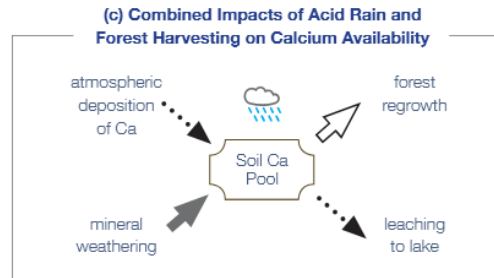 (c) Combined Impacts of Acid Rain and
Forest Harvesting on Calcium Availability
atmospheric
deposition
of Ca
forest
regrowth
Soil Ca
Pool
mineral
weathering
leaching
to lake